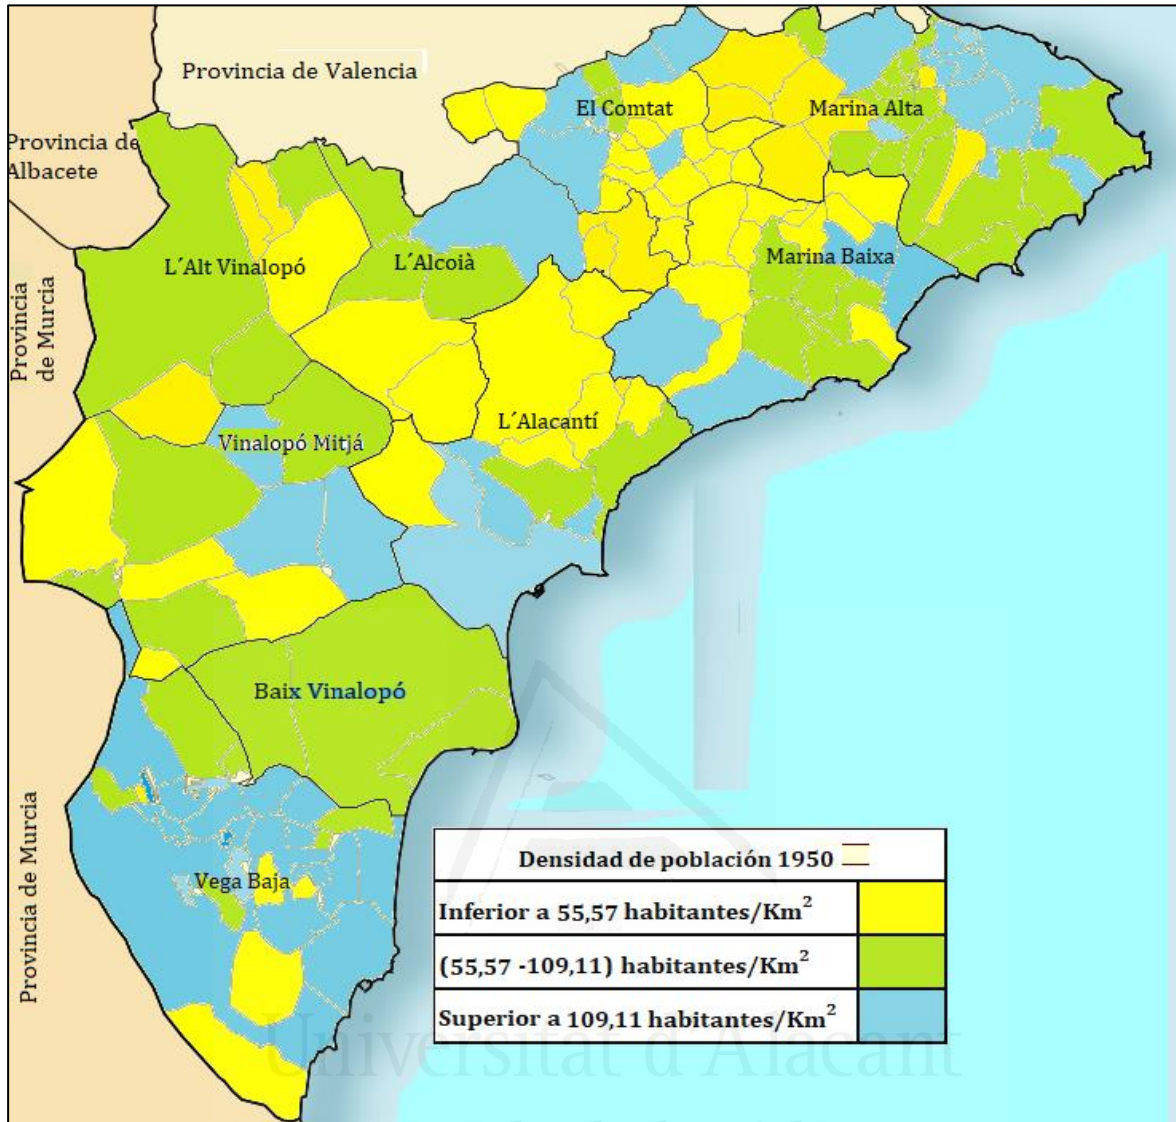 Provincia de Valencia
El Comtat
Marina Alta
Provincia de
Albacete
L´Alt Vinalopó
L´Alcoià
Marina Baixa
Provincia
de Murcia
L´Alacantí
Vinalopó Mitjá
Baix Vinalopó
Provincia de Murcia
Vega Baja
Densidad de población 1950
Inferior a 55,57 habitantes/Km²
(55,57 -109,11) habitantes/Km²
Superior a 109,11 habitantes/Km²
Universitat d'Alacant